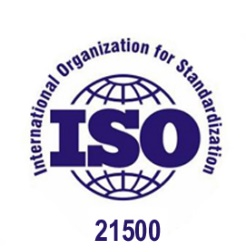 International Organization for Standardization
ISO
21500